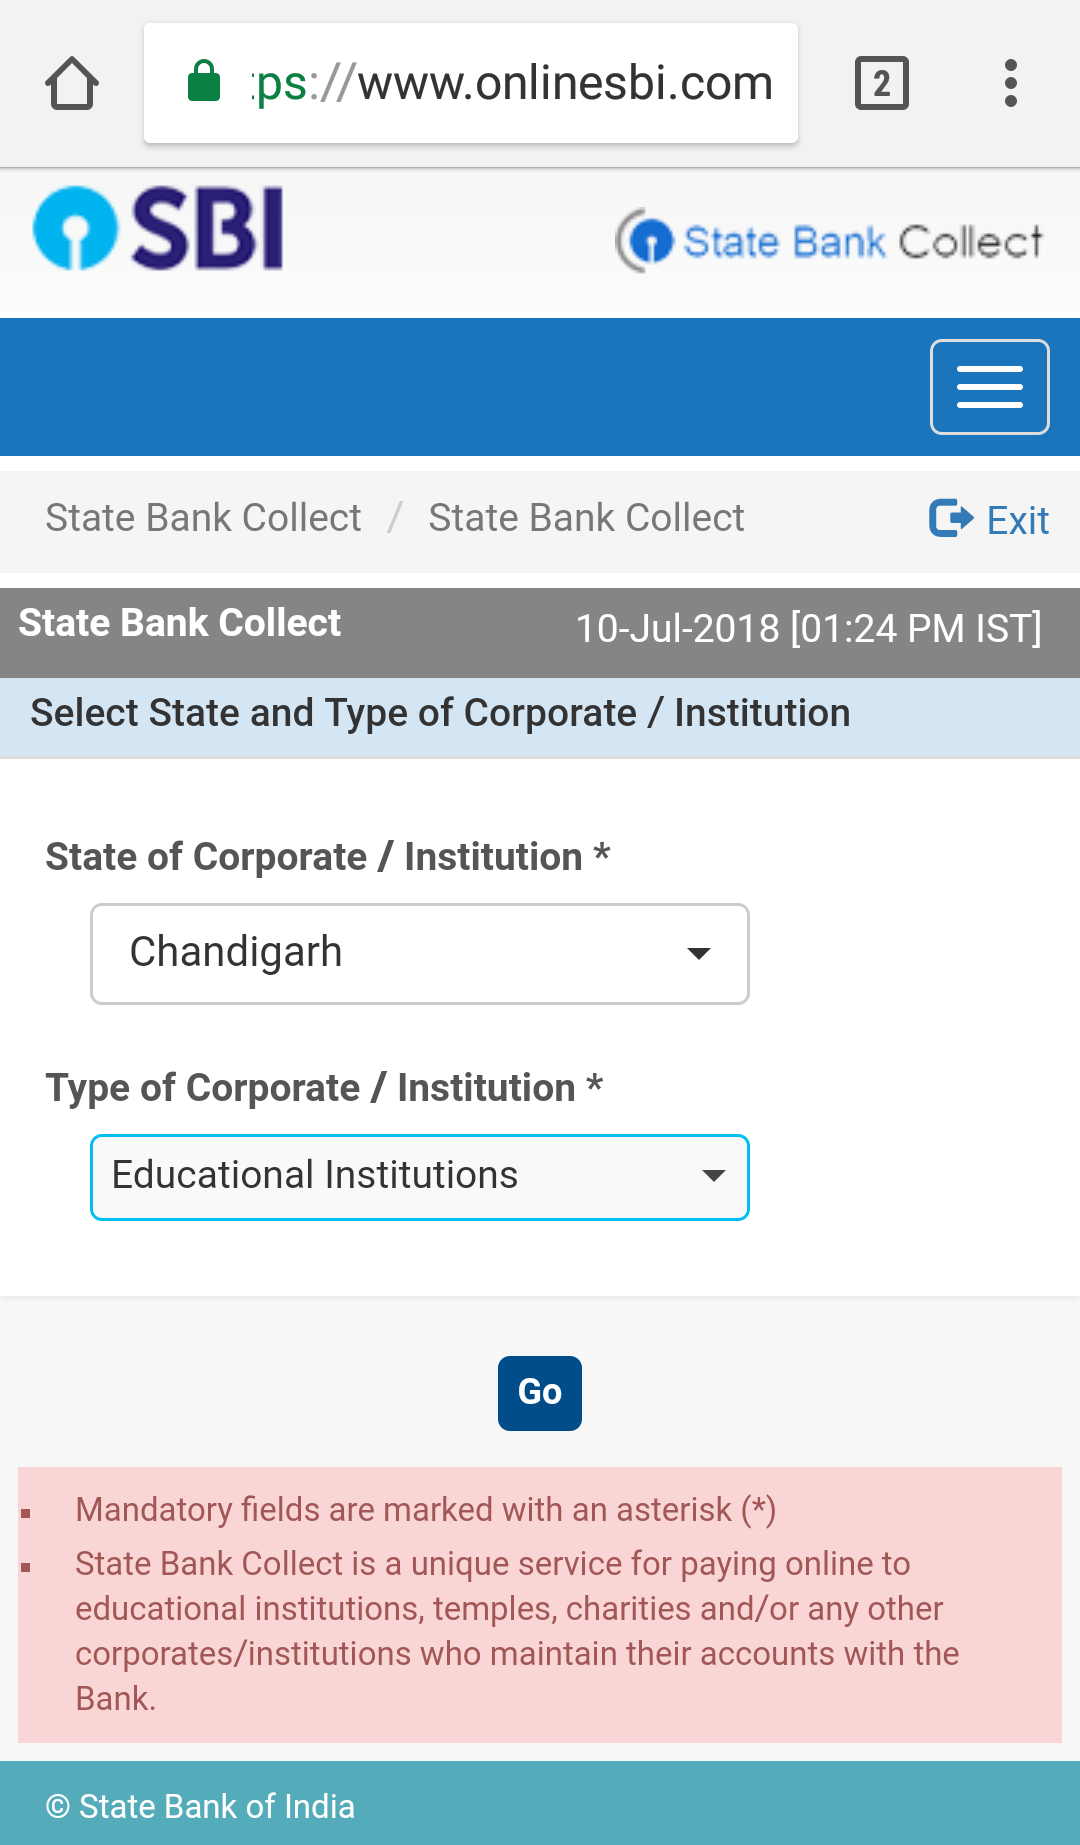 tps://www.onlinesbi.com
2
SBI
State Bank Collect
State Bank Collect / State Bank Collect
Exit
State Bank Collect
10-Jul-2018 [01:24 PM IST]
Select State and Type of Corporate / Institution
State of Corporate / Institution *
Chandigarh
Type of Corporate / Institution *
Educational Institutions
Go
Mandatory fields are marked with an asterisk (*)
State Bank Collect is a unique service for paying online to
educational institutions, temples, charities and/or any other
corporates/institutions who maintain their accounts with the
Bank.
© State Bank of India